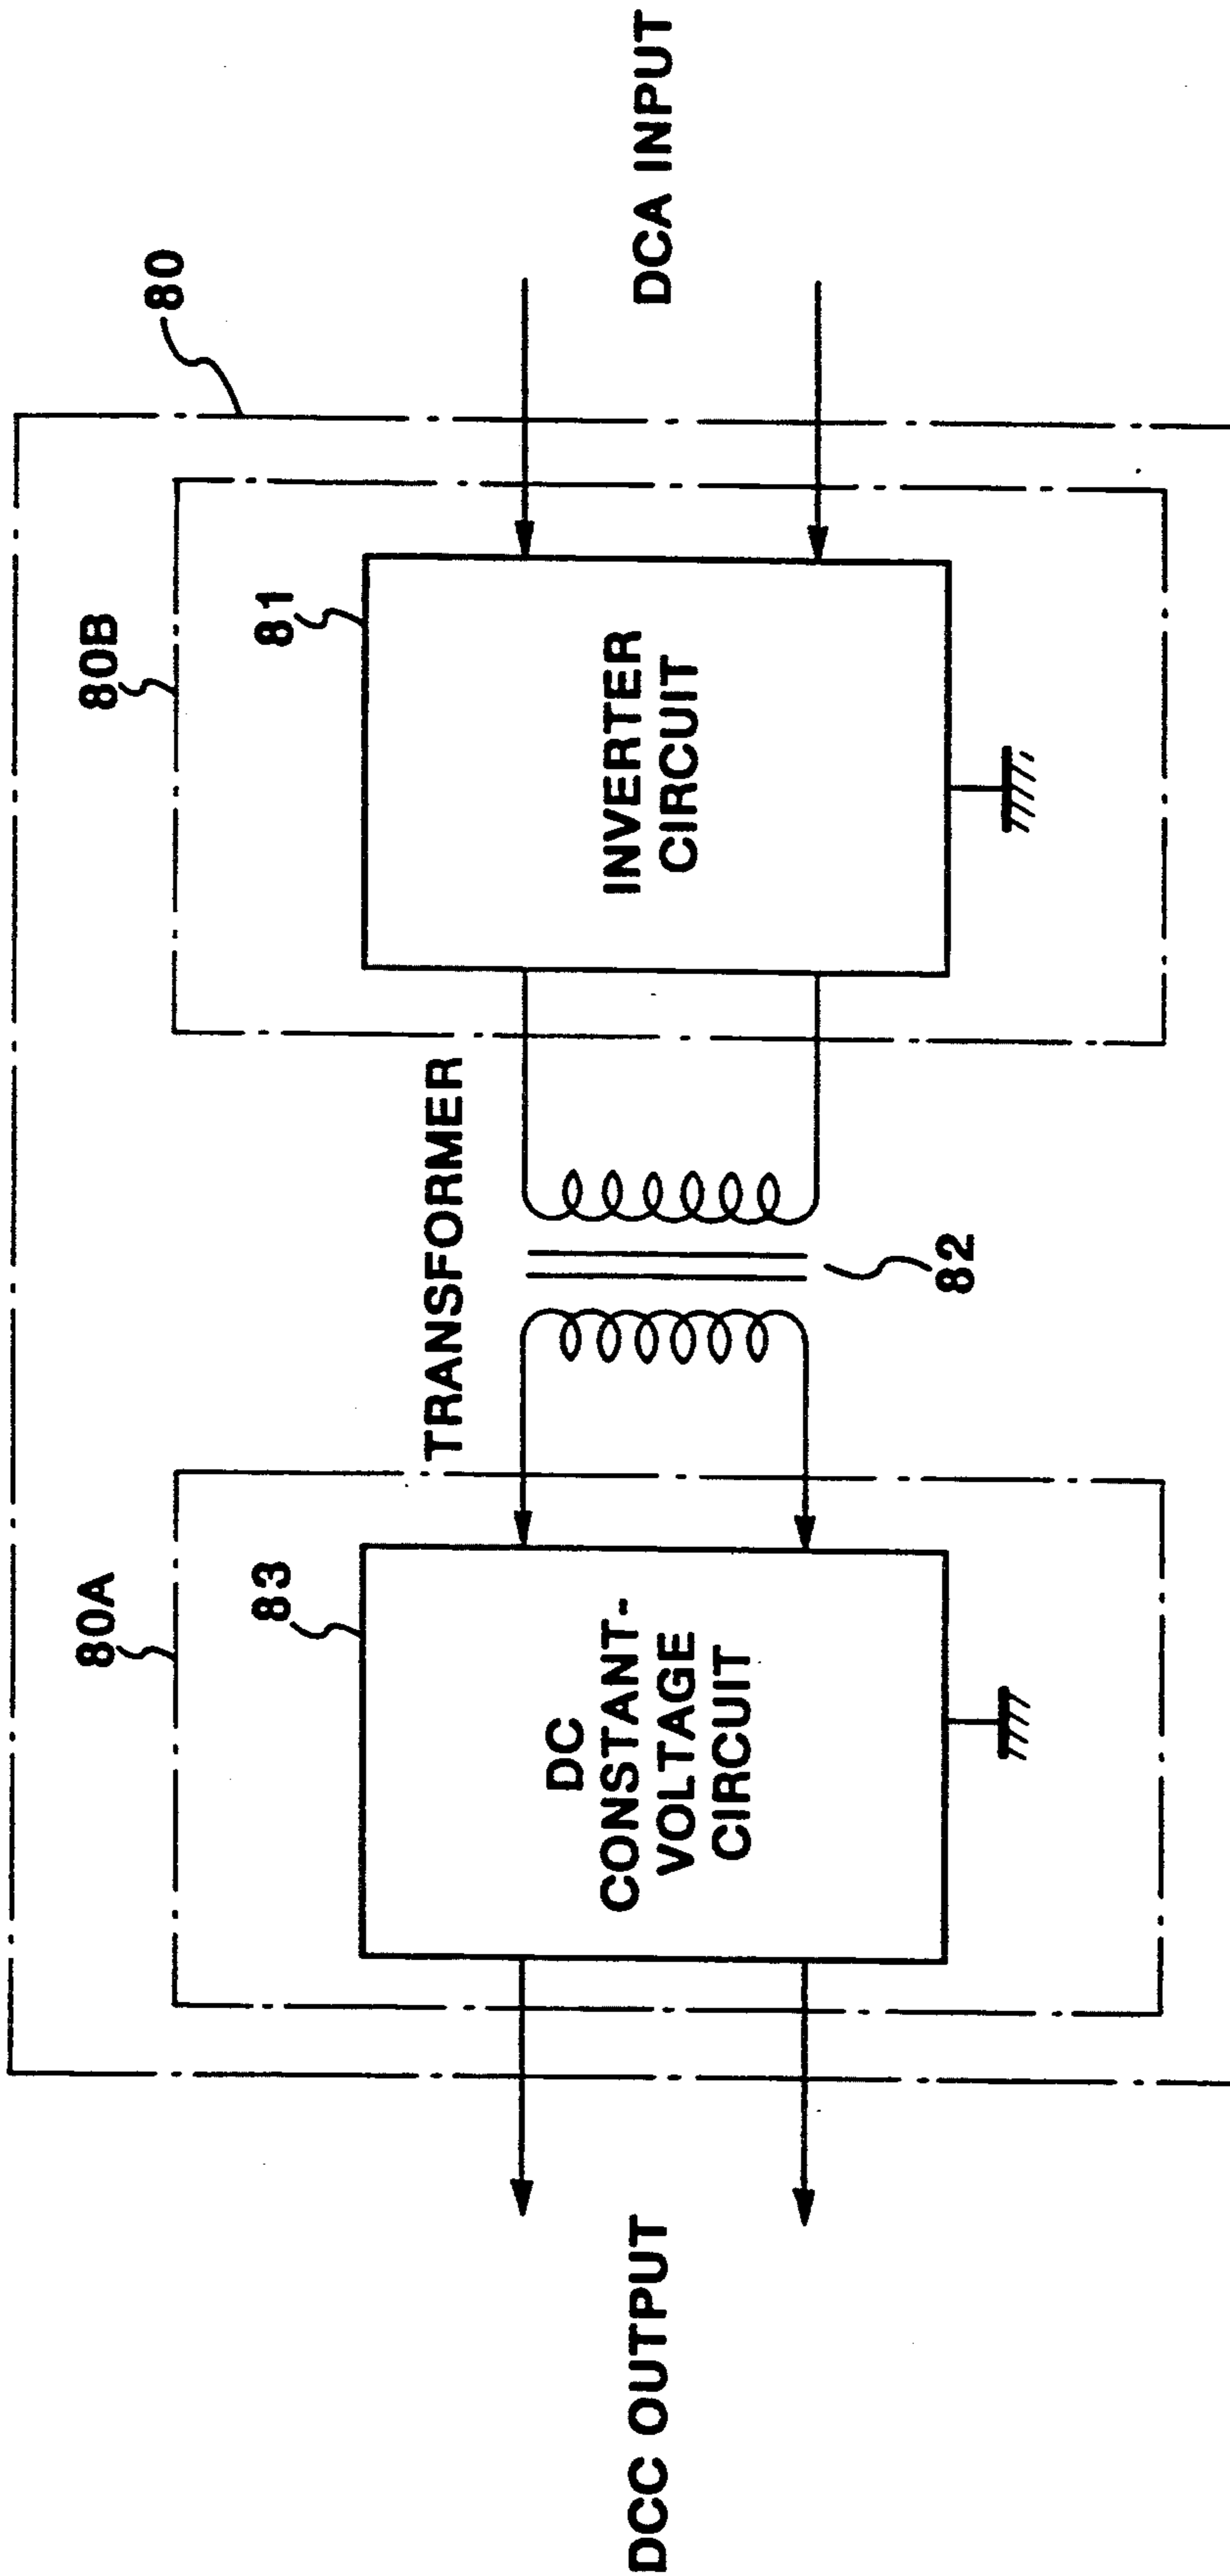 80
80A
80B
83
81
TRANSFORMER
DCC OUTPUT
DC
CONSTANT-
VOLTAGE
CIRCUIT
INVERTER
CIRCUIT
DCA INPUT
82